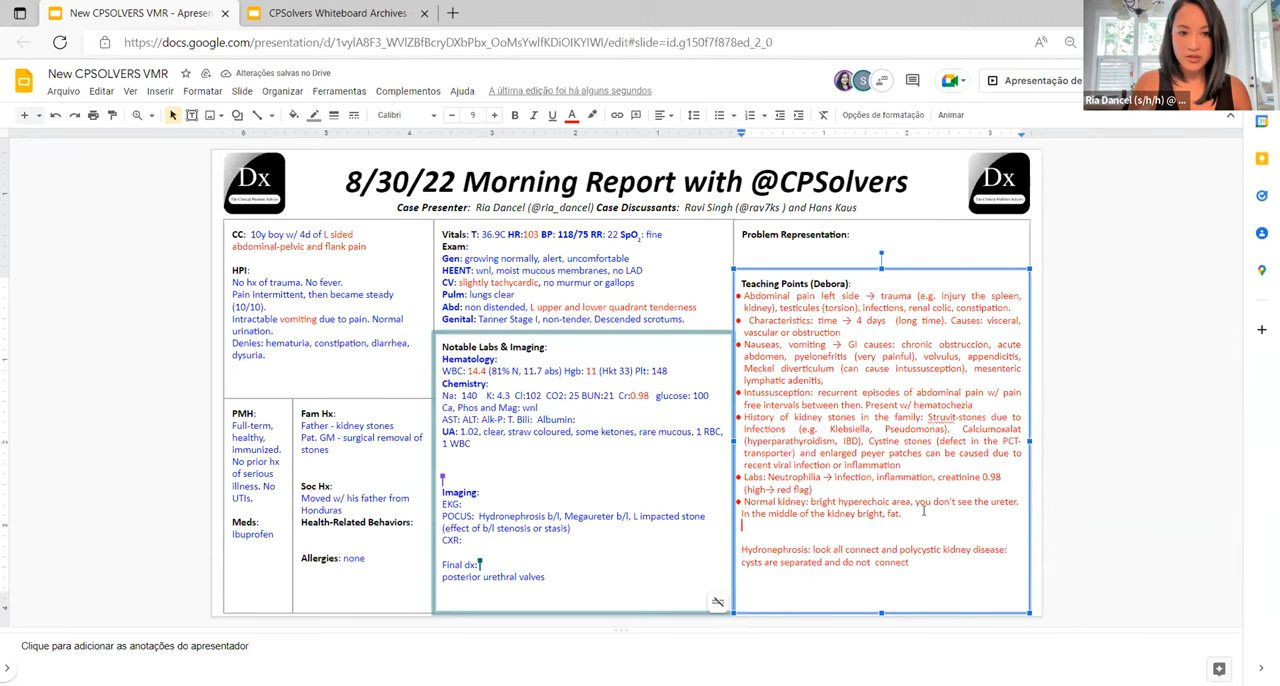 New CPSOLVERS VMR - Apresen
CPSolvers Whiteboard Archives -
https://docs.google.com/presentation/d/1vylA8F3_WVlZBfBcryDXbPbx_OoMsYwlfKDiOIKYIWI/edit#slide=id.g150f7f878ed_2_0
New CPSOLVERS VMR
Alterações salvas no Drive
Arquivo Editar Ver Inserir Formatar Slide Organizar Ferramentas Complementos Ajuda
A última edição foi há alguns segundos
Apresentação de
Ria Dancel (s/h/h) @ ...
Calibri
9
Opções de formatação
Animar
Dx
The Clinical Problem Solvers
8/30/22 Morning Report with @CPSolvers
Case Presenter: Ria Dancel (@ria_dancel) Case Discussants: Ravi Singh (@rav7ks ) and Hans Kaus
Dx
The Clinical Problem Solvers
CC: 10y boy w/ 4d of L sided
abdominal-pelvic and flank pain
HPI:
No hx of trauma. No fever.
Pain intermittent, then became steady
(10/10).
Intractable vomiting due to pain. Normal
urination.
Denies: hematuria, constipation, diarrhea,
dysuria.
PMH:
Full-term,
healthy,
immunized.
No prior hx
of serious
illness. No
UTIs.
Meds:
Ibuprofen
Fam Hx:
Father - kidney stones
Pat. GM - surgical removal of
stones
Soc Hx:
Moved w/ his father from
Honduras
Health-Related Behaviors:
Allergies: none
Vitals: T: 36.9C HR:103 BP: 118/75 RR: 22 SpO2: fine
Exam:
Gen: growing normally, alert, uncomfortable
HEENT: wnl, moist mucous membranes, no LAD
CV: slightly tachycardic, no murmur or gallops
Pulm: lungs clear
Abd: non distended, L upper and lower quadrant tenderness
Genital: Tanner Stage I, non-tender. Descended scrotums.
Notable Labs & Imaging:
Hematology:
WBC: 14.4 (81% N, 11.7 abs) Hgb: 11 (Hkt 33) Plt: 148
Chemistry:
Na: 140 K: 4.3 Cl:102 CO2: 25 BUN:21 Cr:0.98 glucose: 100
Ca, Phos and Mag: wnl
AST: ALT: Alk-P: T. Bili: Albumin:
UA: 1.02, clear, straw coloured, some ketones, rare mucous, 1 RBC,
1 WBC
Imaging:
EKG:
POCUS: Hydronephrosis b/l, Megaureter b/l, L impacted stone
(effect of b/l stenosis or stasis)
CXR:
Final dx:
posterior urethral valves
Problem Representation:
Teaching Points (Debora):
● Abdominal pain left side → trauma (e.g. injury the spleen,
kidney), testicules (torsion), infections, renal colic, constipation.
● Characteristics: time → 4 days (long time). Causes: visceral,
vascular or obstruction
● Nauseas, vomiting → GI causes: chronic obstruccion, acute
abdomen, pyelonefritis (very painful), volvulus, appendicitis,
Meckel diverticulum (can cause intussusception), mesenteric
lymphatic adenitis,
● Intussusception: recurrent episodes of abdominal pain w/ pain
free intervals between then. Present w/ hematochezia
● History of kidney stones in the family: Struvit-stones due to
Infections (e.g. Klebsiella, Pseudomonas), Calciumoxalat
(hyperparathyroidism, IBD), Cystine stones (defect in the PCT-
transporter) and enlarged peyer patches can be caused due to
recent viral infection or inflammation
● Labs: Neutrophilia → infection, inflammation, creatinine 0.98
(high→ red flag)
● Normal kidney: bright hyperechoic area, you don't see the ureter.
In the middle of the kidney bright, fat.
Hydronephrosis: look all connect and polycystic kidney disease:
cysts are separated and do not connect
Clique para adicionar as anotações do apresentador